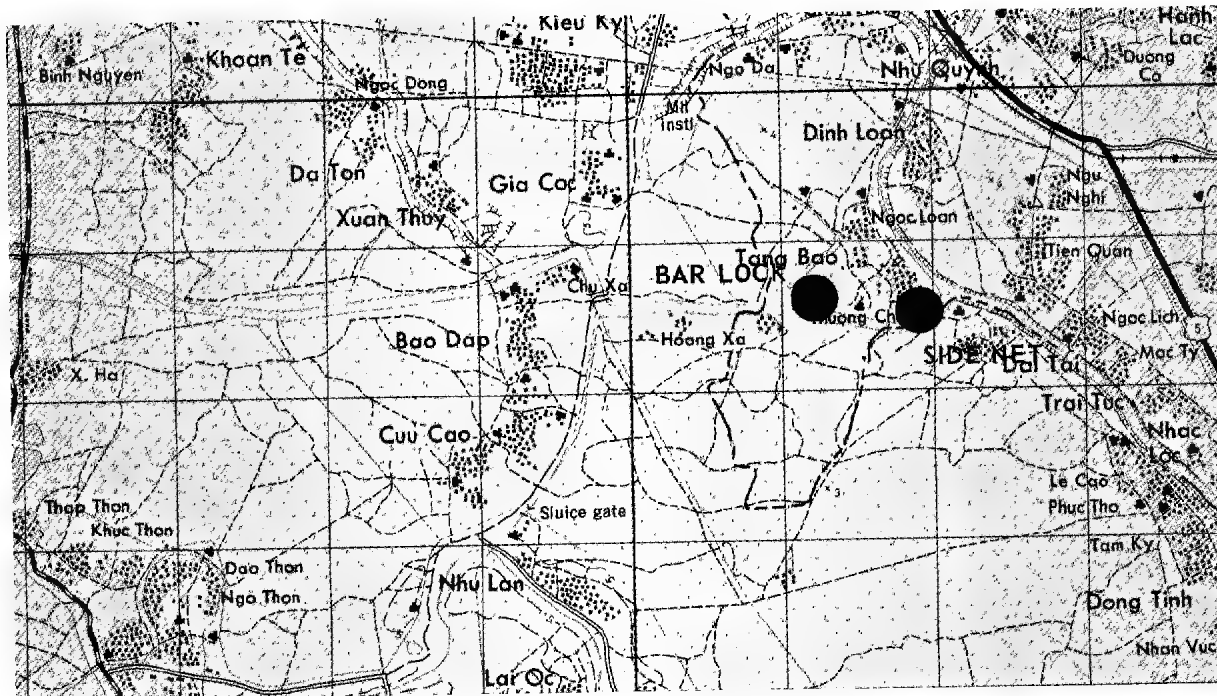 Kieu Ky
Hanh
Lac
Khoan Te
Binh Nguyen
Ngoc Dong
Ngo Da
Nhu Quynh
Duong
Co
Mil
instl
Dinh Loan
Da Ton
Gia Coc
Ngu
Nghi
Xuan Thuy
Ngoc Loan
Tang Bao
Tien Quan
BAR LOCK
Chu Xa
Thuong
Ngoc Lich
5
Bao Dap
Hoang Xa
SIDE NET
Dai Tai
Mac Ty
X. Ha
Trai Tuc
Cuu Cao
Nhac
Loc
Le Cao
3
Phuc Tho
Thap Thon
Sluice gate
Khuc Thon
Tam Ky
Dao Thon
Nhu Lan
Ngo Thon
Dong Tinh
Nhan Vuc
Lai Oc